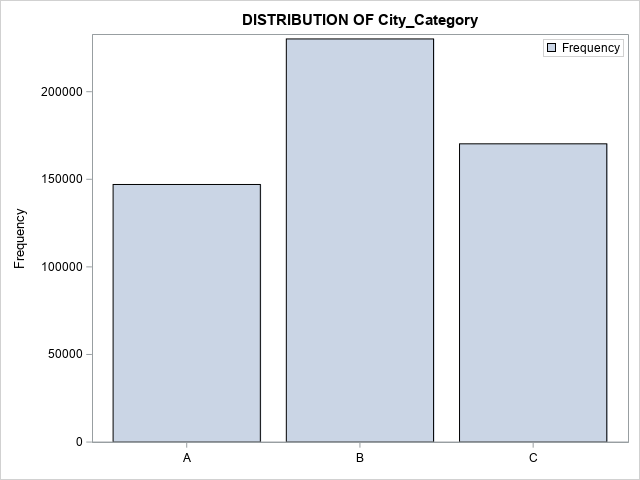 DISTRIBUTION OF City_Category
Frequency
200000
150000
100000
50000
0
Frequency
A B C